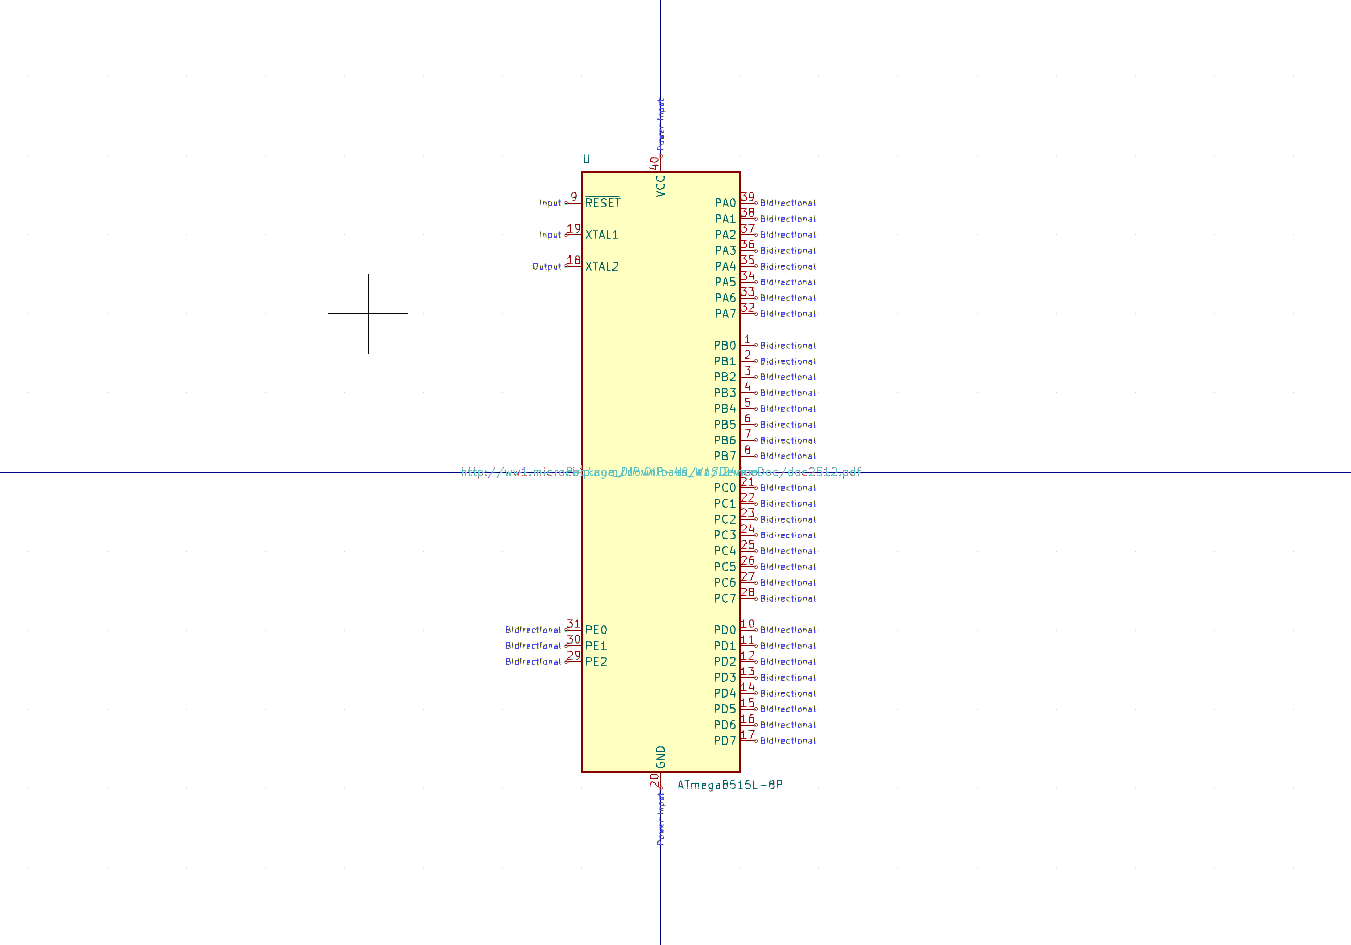 Power Input
40
VCC
U
Input 9 RESET
PA0 39 Bidirectional
PA1 38 Bidirectional
Input 19 XTAL1
PA2 37 Bidirectional
PA3 36 Bidirectional
Output 18 XTAL2
PA4 35 Bidirectional
PA5 34 Bidirectional
PA6 33 Bidirectional
PA7 32 Bidirectional
PB0 1 Bidirectional
PB1 2 Bidirectional
PB2 3 Bidirectional
PB3 4 Bidirectional
PB4 5 Bidirectional
PB5 6 Bidirectional
PB6 7 Bidirectional
PB7 8 Bidirectional
PC0 21 Bidirectional
PC1 22 Bidirectional
PC2 23 Bidirectional
PC3 24 Bidirectional
PC4 25 Bidirectional
PC5 26 Bidirectional
PC6 27 Bidirectional
PC7 28 Bidirectional
Bidirectional 31 PE0
PD0 10 Bidirectional
Bidirectional 30 PE1
PD1 11 Bidirectional
Bidirectional 29 PE2
PD2 12 Bidirectional
PD3 13 Bidirectional
PD4 14 Bidirectional
PD5 15 Bidirectional
PD6 16 Bidirectional
PD7 17 Bidirectional
GND
20
ATmega8515L-8P
Power Input